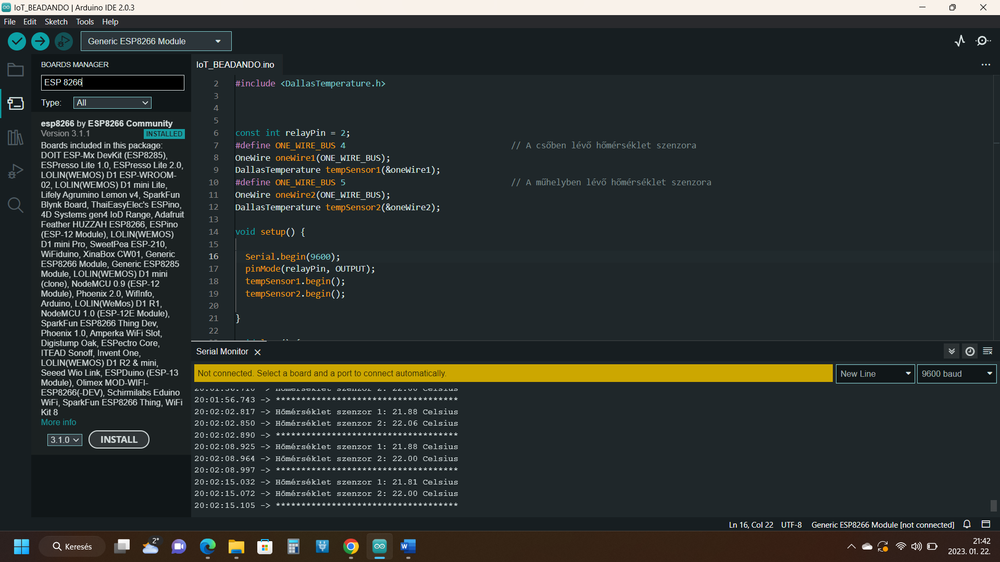 IoT_BEADANDO | Arduino IDE 2.0.3
File Edit Sketch Tools Help
Generic ESP8266 Module
BOARDS MANAGER
ESP 8266
Type: All
esp8266 by ESP8266 Community
Version 3.1.1 INSTALLED
Boards included in this package:
DOIT ESP-Mx DevKit (ESP8285),
ESPresso Lite 1.0, ESPresso Lite 2.0,
LOLIN(WEMOS) D1 ESP-WROOM-
02, LOLIN(WEMOS) D1 mini Lite,
Lifely Agrumino Lemon v4, SparkFun
Blynk Board, ThaiEasyElec's ESPino,
4D Systems gen4 IoD Range, Adafruit
Feather HUZZAH ESP8266, ESPino
(ESP-12 Module), LOLIN(WEMOS)
D1 mini Pro, SweetPea ESP-210,
WiFiduino, XinaBox CW01, Generic
ESP8266 Module, Generic ESP8285
Module, LOLIN(WEMOS) D1 mini
(clone), NodeMCU 0.9 (ESP-12
Module), Phoenix 2.0, WifInfo,
Arduino, LOLIN(WeMos) D1 R1,
NodeMCU 1.0 (ESP-12E Module),
SparkFun ESP8266 Thing Dev,
Phoenix 1.0, Amperka WiFi Slot,
Digistump Oak, ESPectro Core,
ITEAD Sonoff, Invent One,
LOLIN(WEMOS) D1 R2 & mini,
Seeed Wio Link, ESPDuino (ESP-13
Module), Olimex MOD-WIFI-
ESP8266(-DEV), Schirmilabs Eduino
WiFi, SparkFun ESP8266 Thing, WiFi
Kit 8
More info
3.1.0 INSTALL
IoT_BEADANDO.ino
2 #include <DallasTemperature.h>
3
4
5
6 const int relayPin = 2;
7 #define ONE_WIRE_BUS 4 // A csőben lévő hőmérséklet szenzora
8 OneWire oneWire1(ONE_WIRE_BUS);
9 DallasTemperature tempSensor1(&oneWire1);
10 #define ONE_WIRE_BUS 5 // A műhelyben lévő hőmérséklet szenzora
11 OneWire oneWire2(ONE_WIRE_BUS);
12 DallasTemperature tempSensor2(&oneWire2);
13
14 void setup() {
15
16 Serial.begin(9600);
17 pinMode(relayPin, OUTPUT);
18 tempSensor1.begin();
19 tempSensor2.begin();
20
21 }
22
Serial Monitor
Not connected. Select a board and a port to connect automatically.
New Line 9600 baud
20:01:56.710 -> Hőmérséklet szenzor 2: 22.00 Celsius
20:01:56.743 -> ************************************
20:02:02.817 -> Hőmérséklet szenzor 1: 21.88 Celsius
20:02:02.850 -> Hőmérséklet szenzor 2: 22.06 Celsius
20:02:02.890 -> ************************************
20:02:08.925 -> Hőmérséklet szenzor 1: 21.88 Celsius
20:02:08.964 -> Hőmérséklet szenzor 2: 22.00 Celsius
20:02:08.997 -> ************************************
20:02:15.032 -> Hőmérséklet szenzor 1: 21.81 Celsius
20:02:15.072 -> Hőmérséklet szenzor 2: 22.00 Celsius
20:02:15.105 -> ************************************
Ln 16, Col 22 UTF-8 Generic ESP8266 Module [not connected]
Keresés
2°
W
21:42
2023. 01. 22.